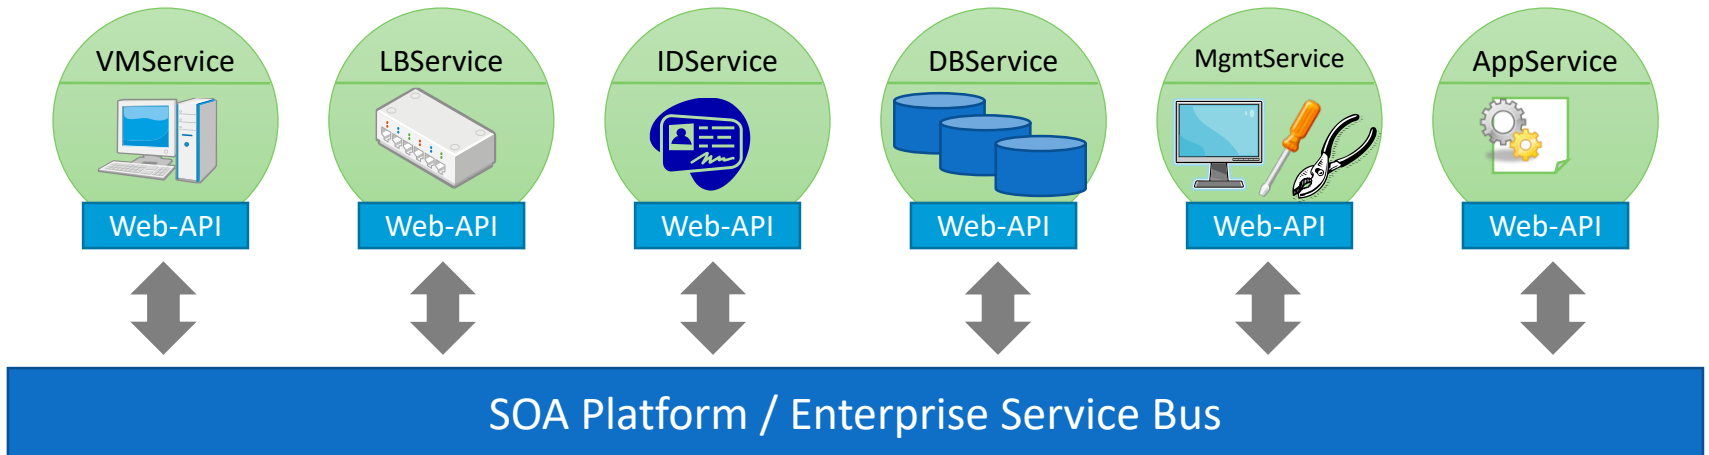 VMService
LBService
IDService
DBService
MgmtService
AppService
Web-API
Web-API
Web-API
Web-API
Web-API
Web-API
SOA Platform / Enterprise Service Bus